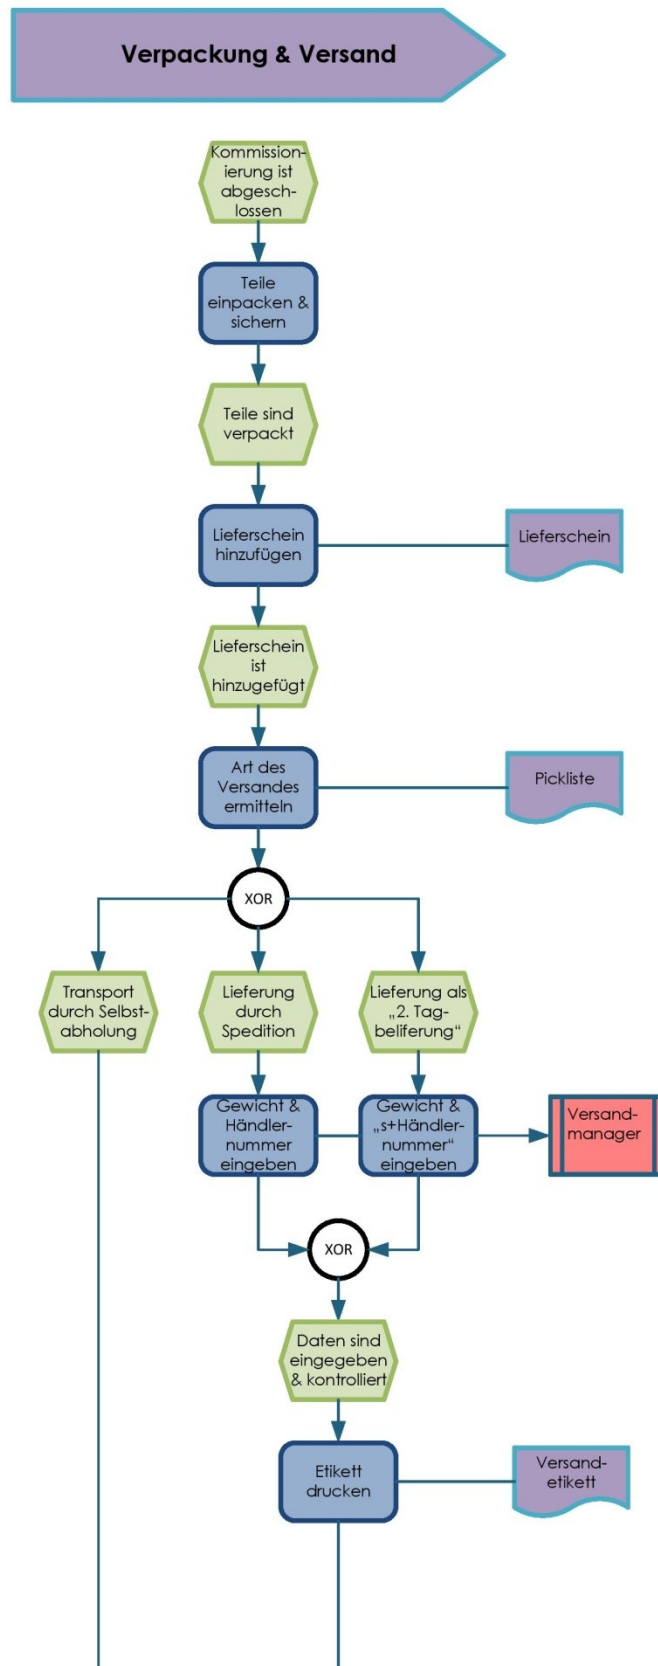 Verpackung & Versand
Kommission-
ierung ist
abgesch-
lossen
Teile
einpacken &
sichern
Teile sind
verpackt
Lieferschein
hinzufügen
Lieferschein
Lieferschein
ist
hinzugefügt
Art des
Versandes
ermitteln
Pickliste
XOR
Transport
durch Selbst-
abholung
Lieferung
durch
Spedition
Lieferung als
„2. Tag-
beliferung“
Gewicht &
Händler-
nummer
eingeben
Gewicht &
„s+Händler-
nummer“
eingeben
Versand-
manager
XOR
Daten sind
eingegeben
& kontrolliert
Etikett
drucken
Versand-
etikett